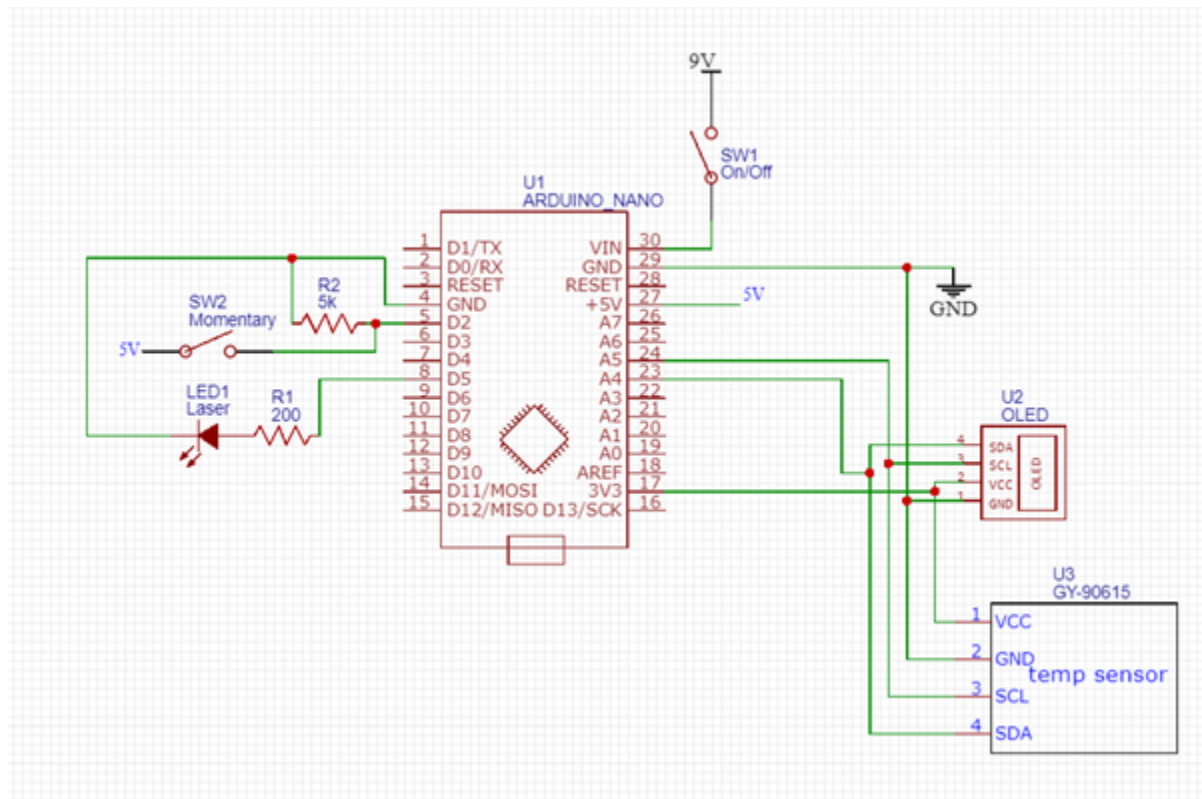 9V
SW1
On/Off
U1
ARDUINO_NANO
1 D1/TX VIN 30
2 D0/RX GND 29
3 RESET RESET 28
4 GND +5V 27
5 D2 A7 26
6 D3 A6 25
7 D4 A5 24
8 D5 A4 23
9 D6 A3 22
10 D7 A2 21
11 D8 A1 20
12 D9 A0 19
13 D10 AREF 18
14 D11/MOSI 3V3 17
15 D12/MISO D13/SCK 16
R2
5k
SW2
Momentary
5V
LED1
Laser
R1
200
5V
GND
U2
OLED
4 SDA
3 SCL
2 VCC
1 GND
OLED
U3
GY-90615
1 VCC
2 GND
temp sensor
3 SCL
4 SDA